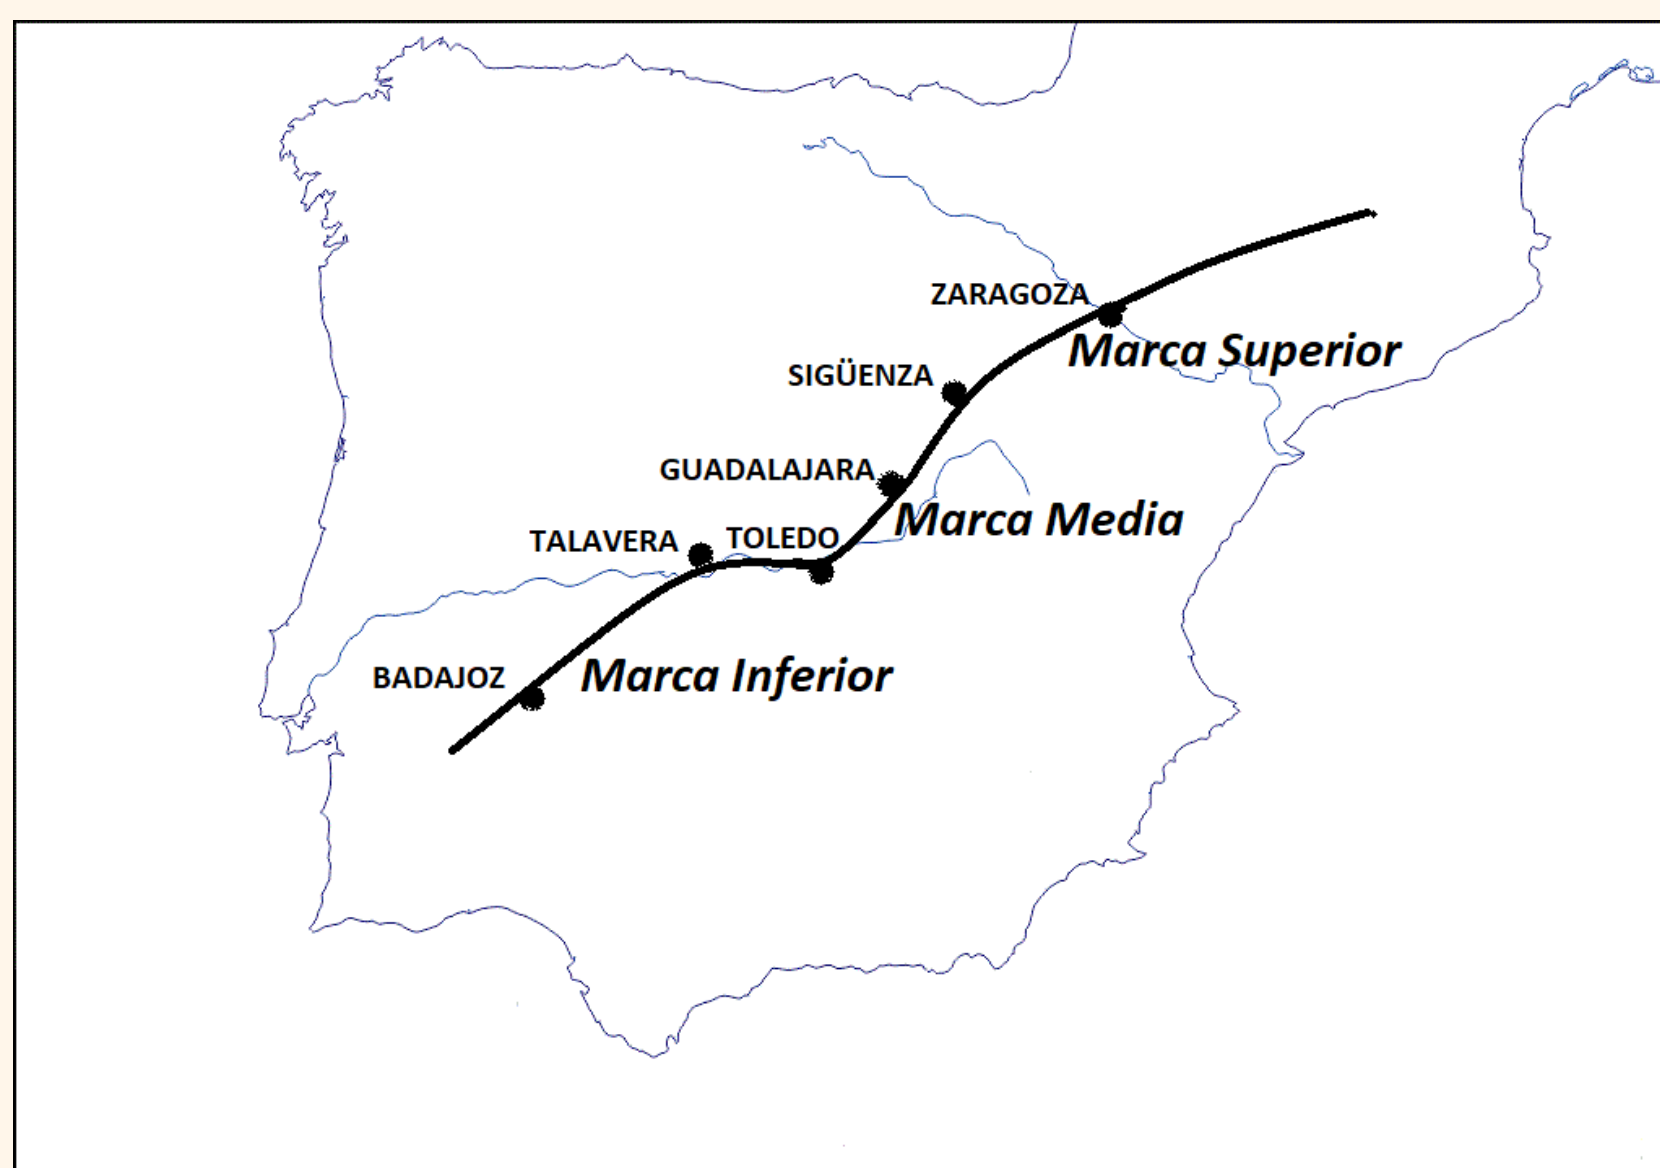 ZARAGOZA
Marca Superior
SIGÜENZA
GUADALAJARA
Marca Media
TALAVERA
TOLEDO
BADAJOZ
Marca Inferior